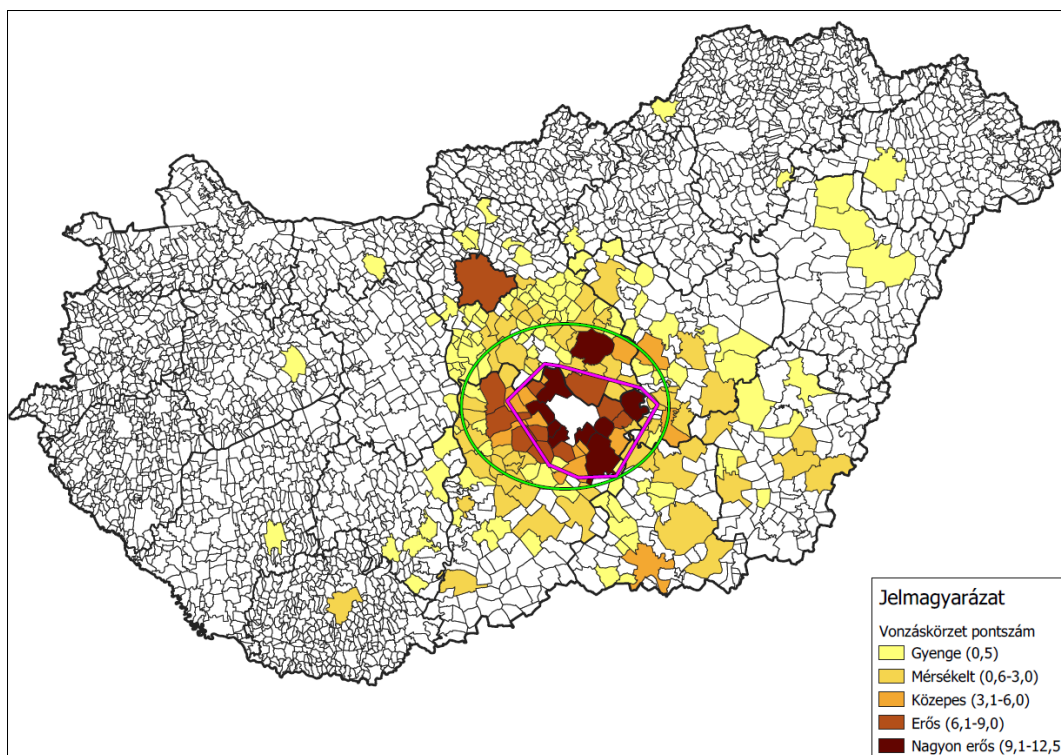 Jelmagyarázat
Vonzáskörzet pontszám
Gyenge (0,5)
Mérsékelt (0,6-3,0)
Közepes (3,1-6,0)
Erős (6,1-9,0)
Nagyon erős (9,1-12,5